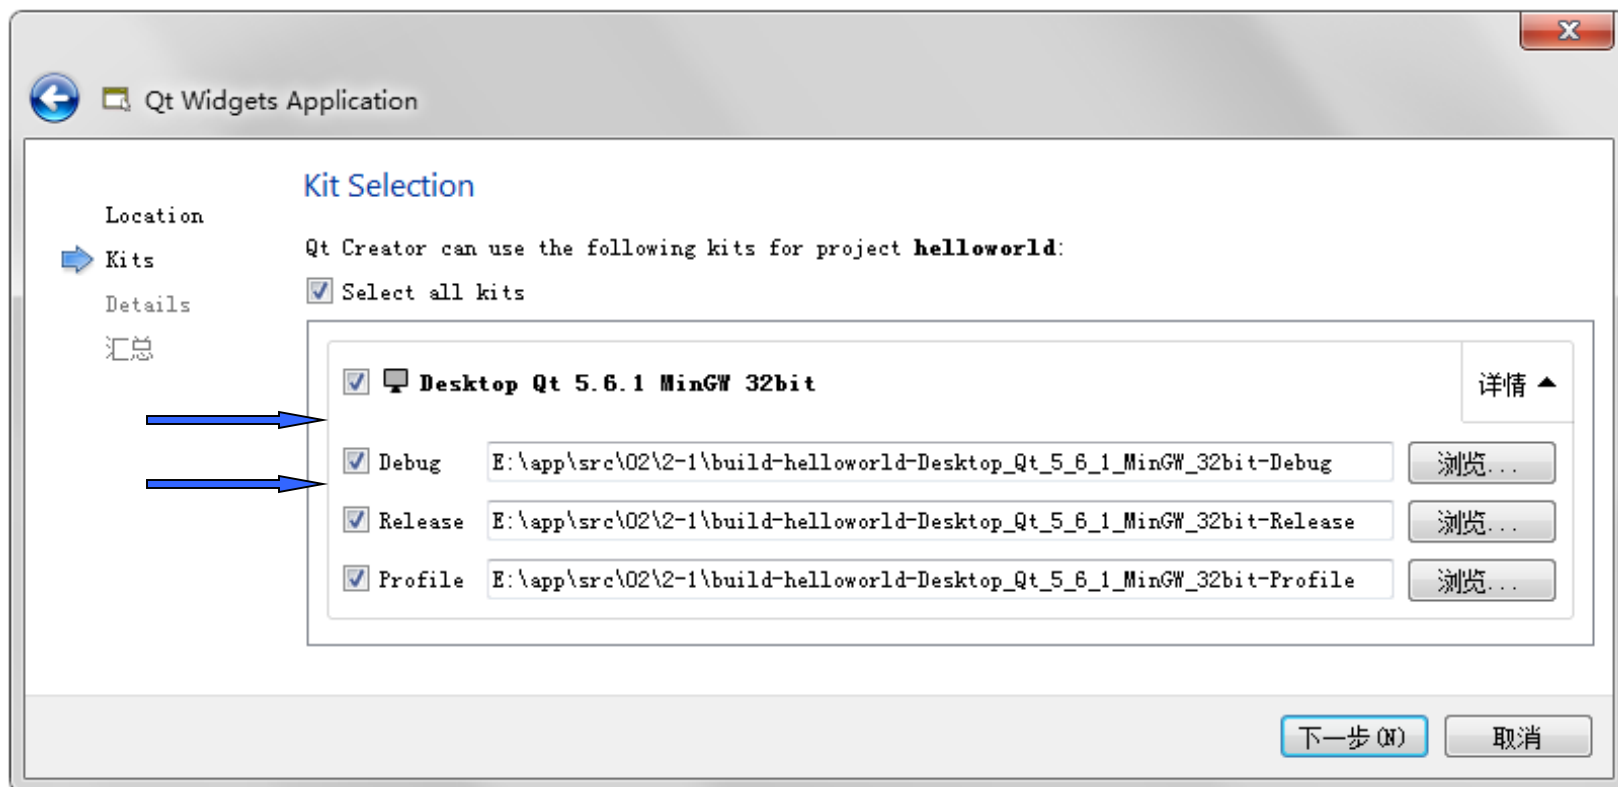 Qt Widgets Application
Kit Selection
Location
Kits
Details
汇总
Qt Creator can use the following kits for project helloworld:
Select all kits
Desktop Qt 5.6.1 MinGW 32bit
详情
Debug E:\app\src\02\2-1\build-helloworld-Desktop_Qt_5_6_1_MinGW_32bit-Debug 浏览...
Release E:\app\src\02\2-1\build-helloworld-Desktop_Qt_5_6_1_MinGW_32bit-Release 浏览...
Profile E:\app\src\02\2-1\build-helloworld-Desktop_Qt_5_6_1_MinGW_32bit-Profile 浏览...
下一步(N) 取消